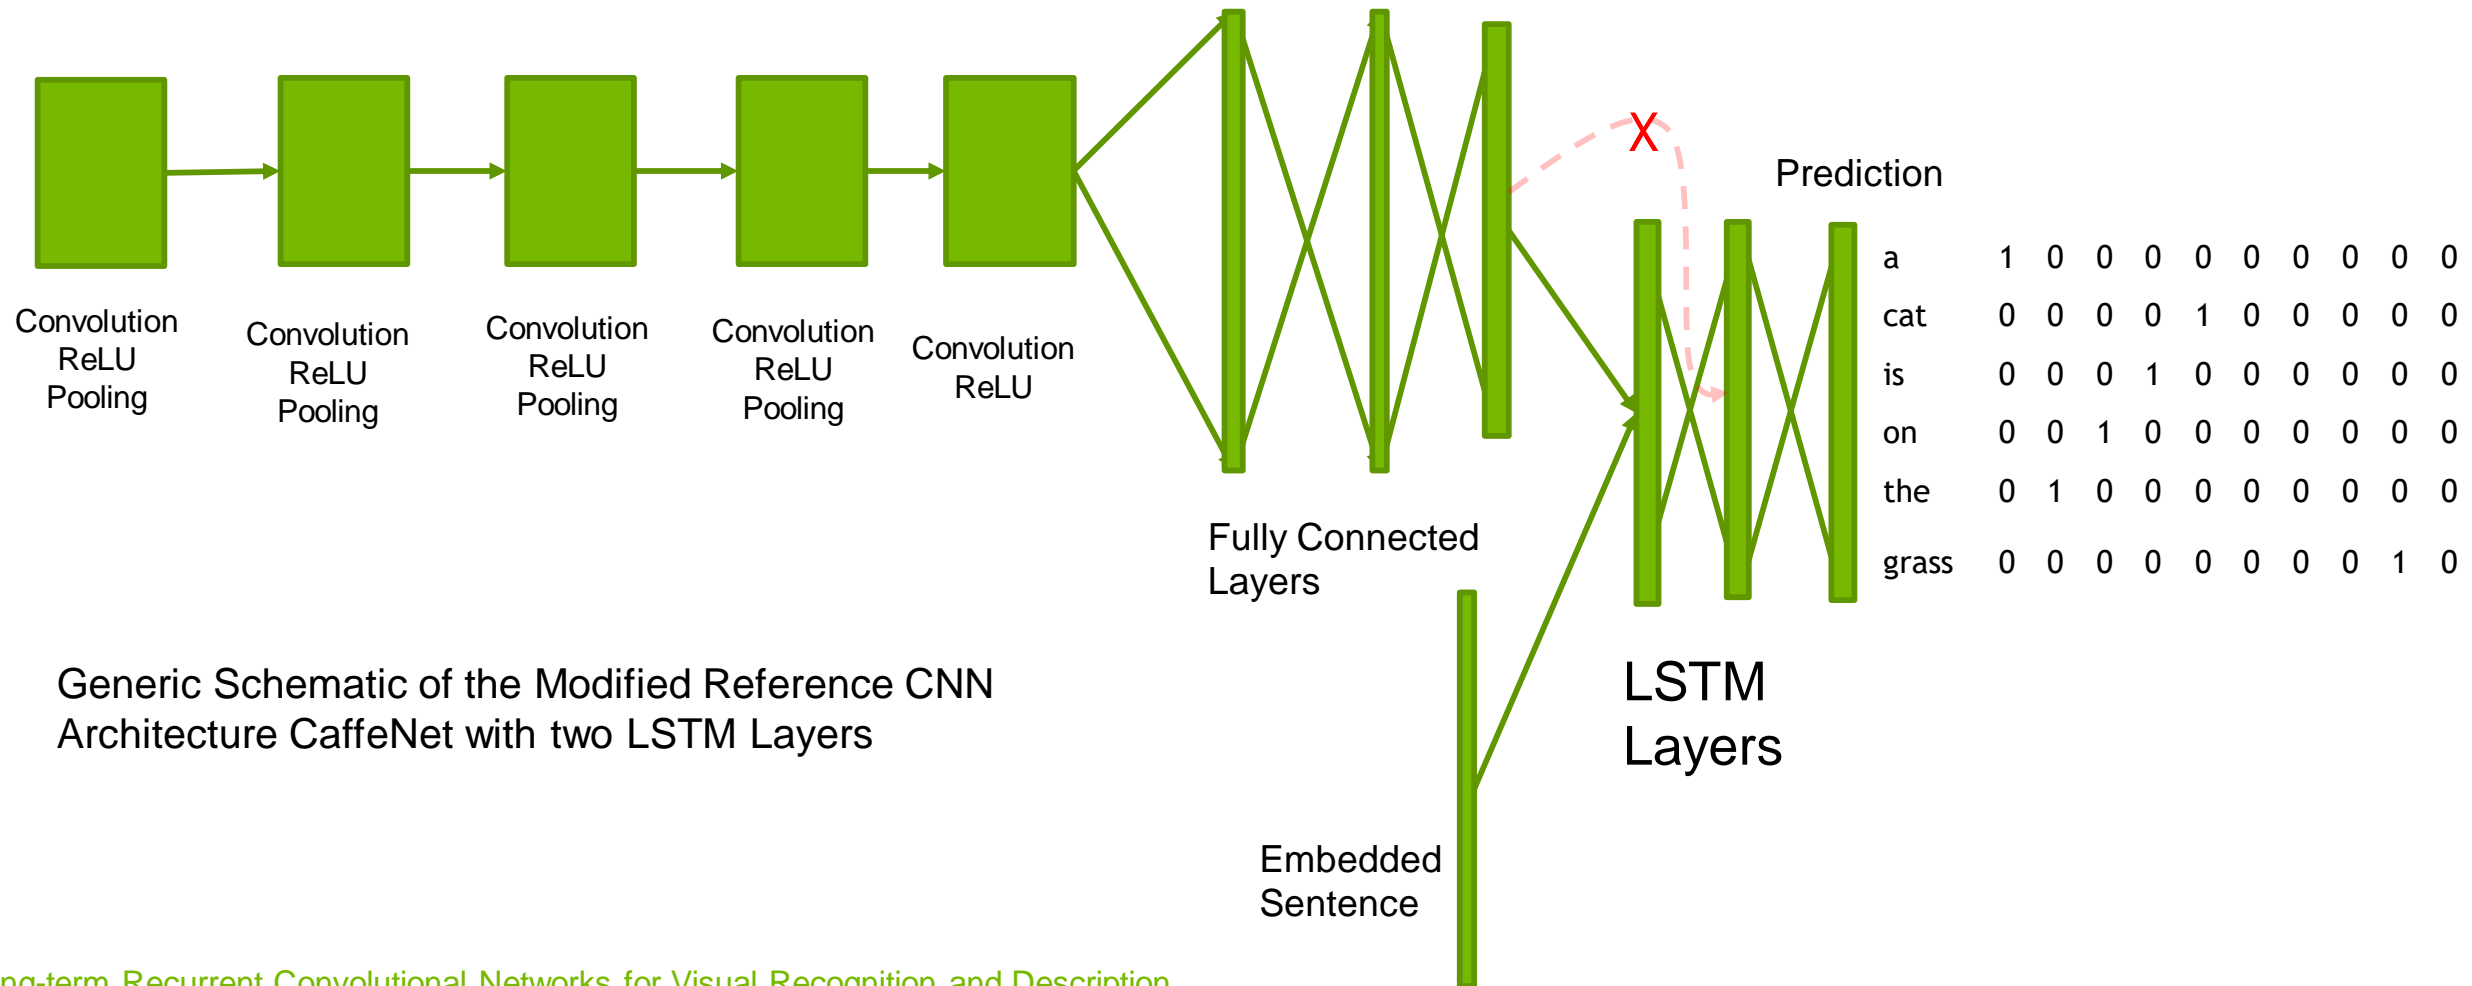 Convolution
ReLU
Pooling
Convolution
ReLU
Pooling
Convolution
ReLU
Pooling
Convolution
ReLU
Pooling
Convolution
ReLU
Fully Connected
Layers
X
Prediction
a 1 0 0 0 0 0 0 0 0 0
cat 0 0 0 0 1 0 0 0 0 0
is 0 0 0 1 0 0 0 0 0 0
on 0 0 1 0 0 0 0 0 0 0
the 0 1 0 0 0 0 0 0 0 0
grass 0 0 0 0 0 0 0 0 1 0
LSTM
Layers
Generic Schematic of the Modified Reference CNN
Architecture CaffeNet with two LSTM Layers
Embedded
Sentence
ng-term Recurrent Convolutional Networks for Visual Recognition and Description